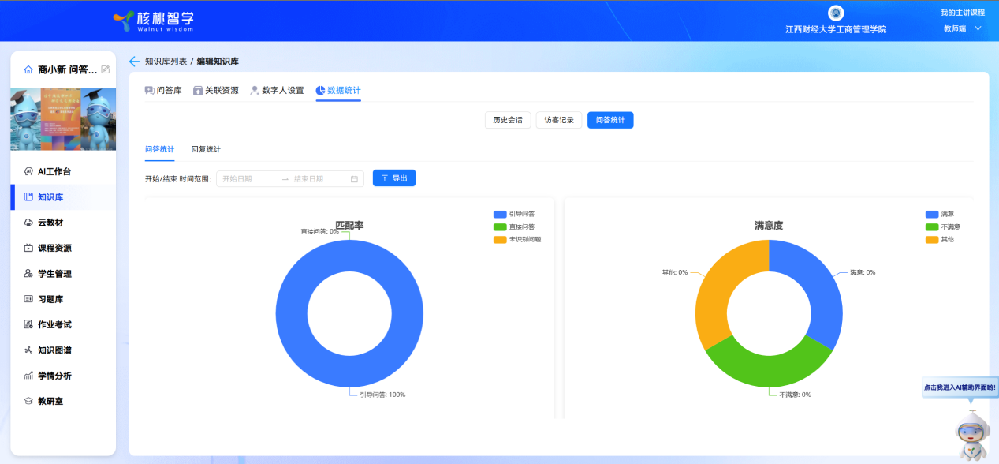 核桃智学
Walnut wisdom
江西财经大学工商管理学院
我的主讲课程
教师端
商小新 问答...
AI工作台
知识库
云教材
课程资源
学生管理
习题库
作业考试
知识图谱
学情分析
教研室
知识库列表 / 编辑知识库
问答库 关联资源 数字人设置 数据统计
历史会话 访客记录 问答统计
问答统计 回复统计
开始/结束 时间范围: 开始日期 结束日期 导出
匹配率
直接问答: 0%
引导问答: 100%
引导问答
直接问答
未识别问题
满意度
其他: 0%
满意: 0%
不满意: 0%
满意
不满意
其他
点击我进入AI辅助界面哟!